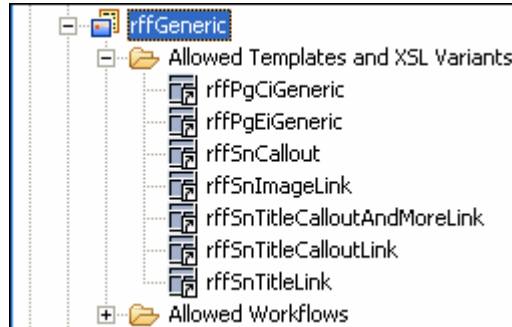 rffGeneric
Allowed Templates and XSL Variants
rffPgCiGeneric
rffPgEiGeneric
rffSnCallout
rffSnImageLink
rffSnTitleCalloutAndMoreLink
rffSnTitleCalloutLink
rffSnTitleLink
Allowed Workflows